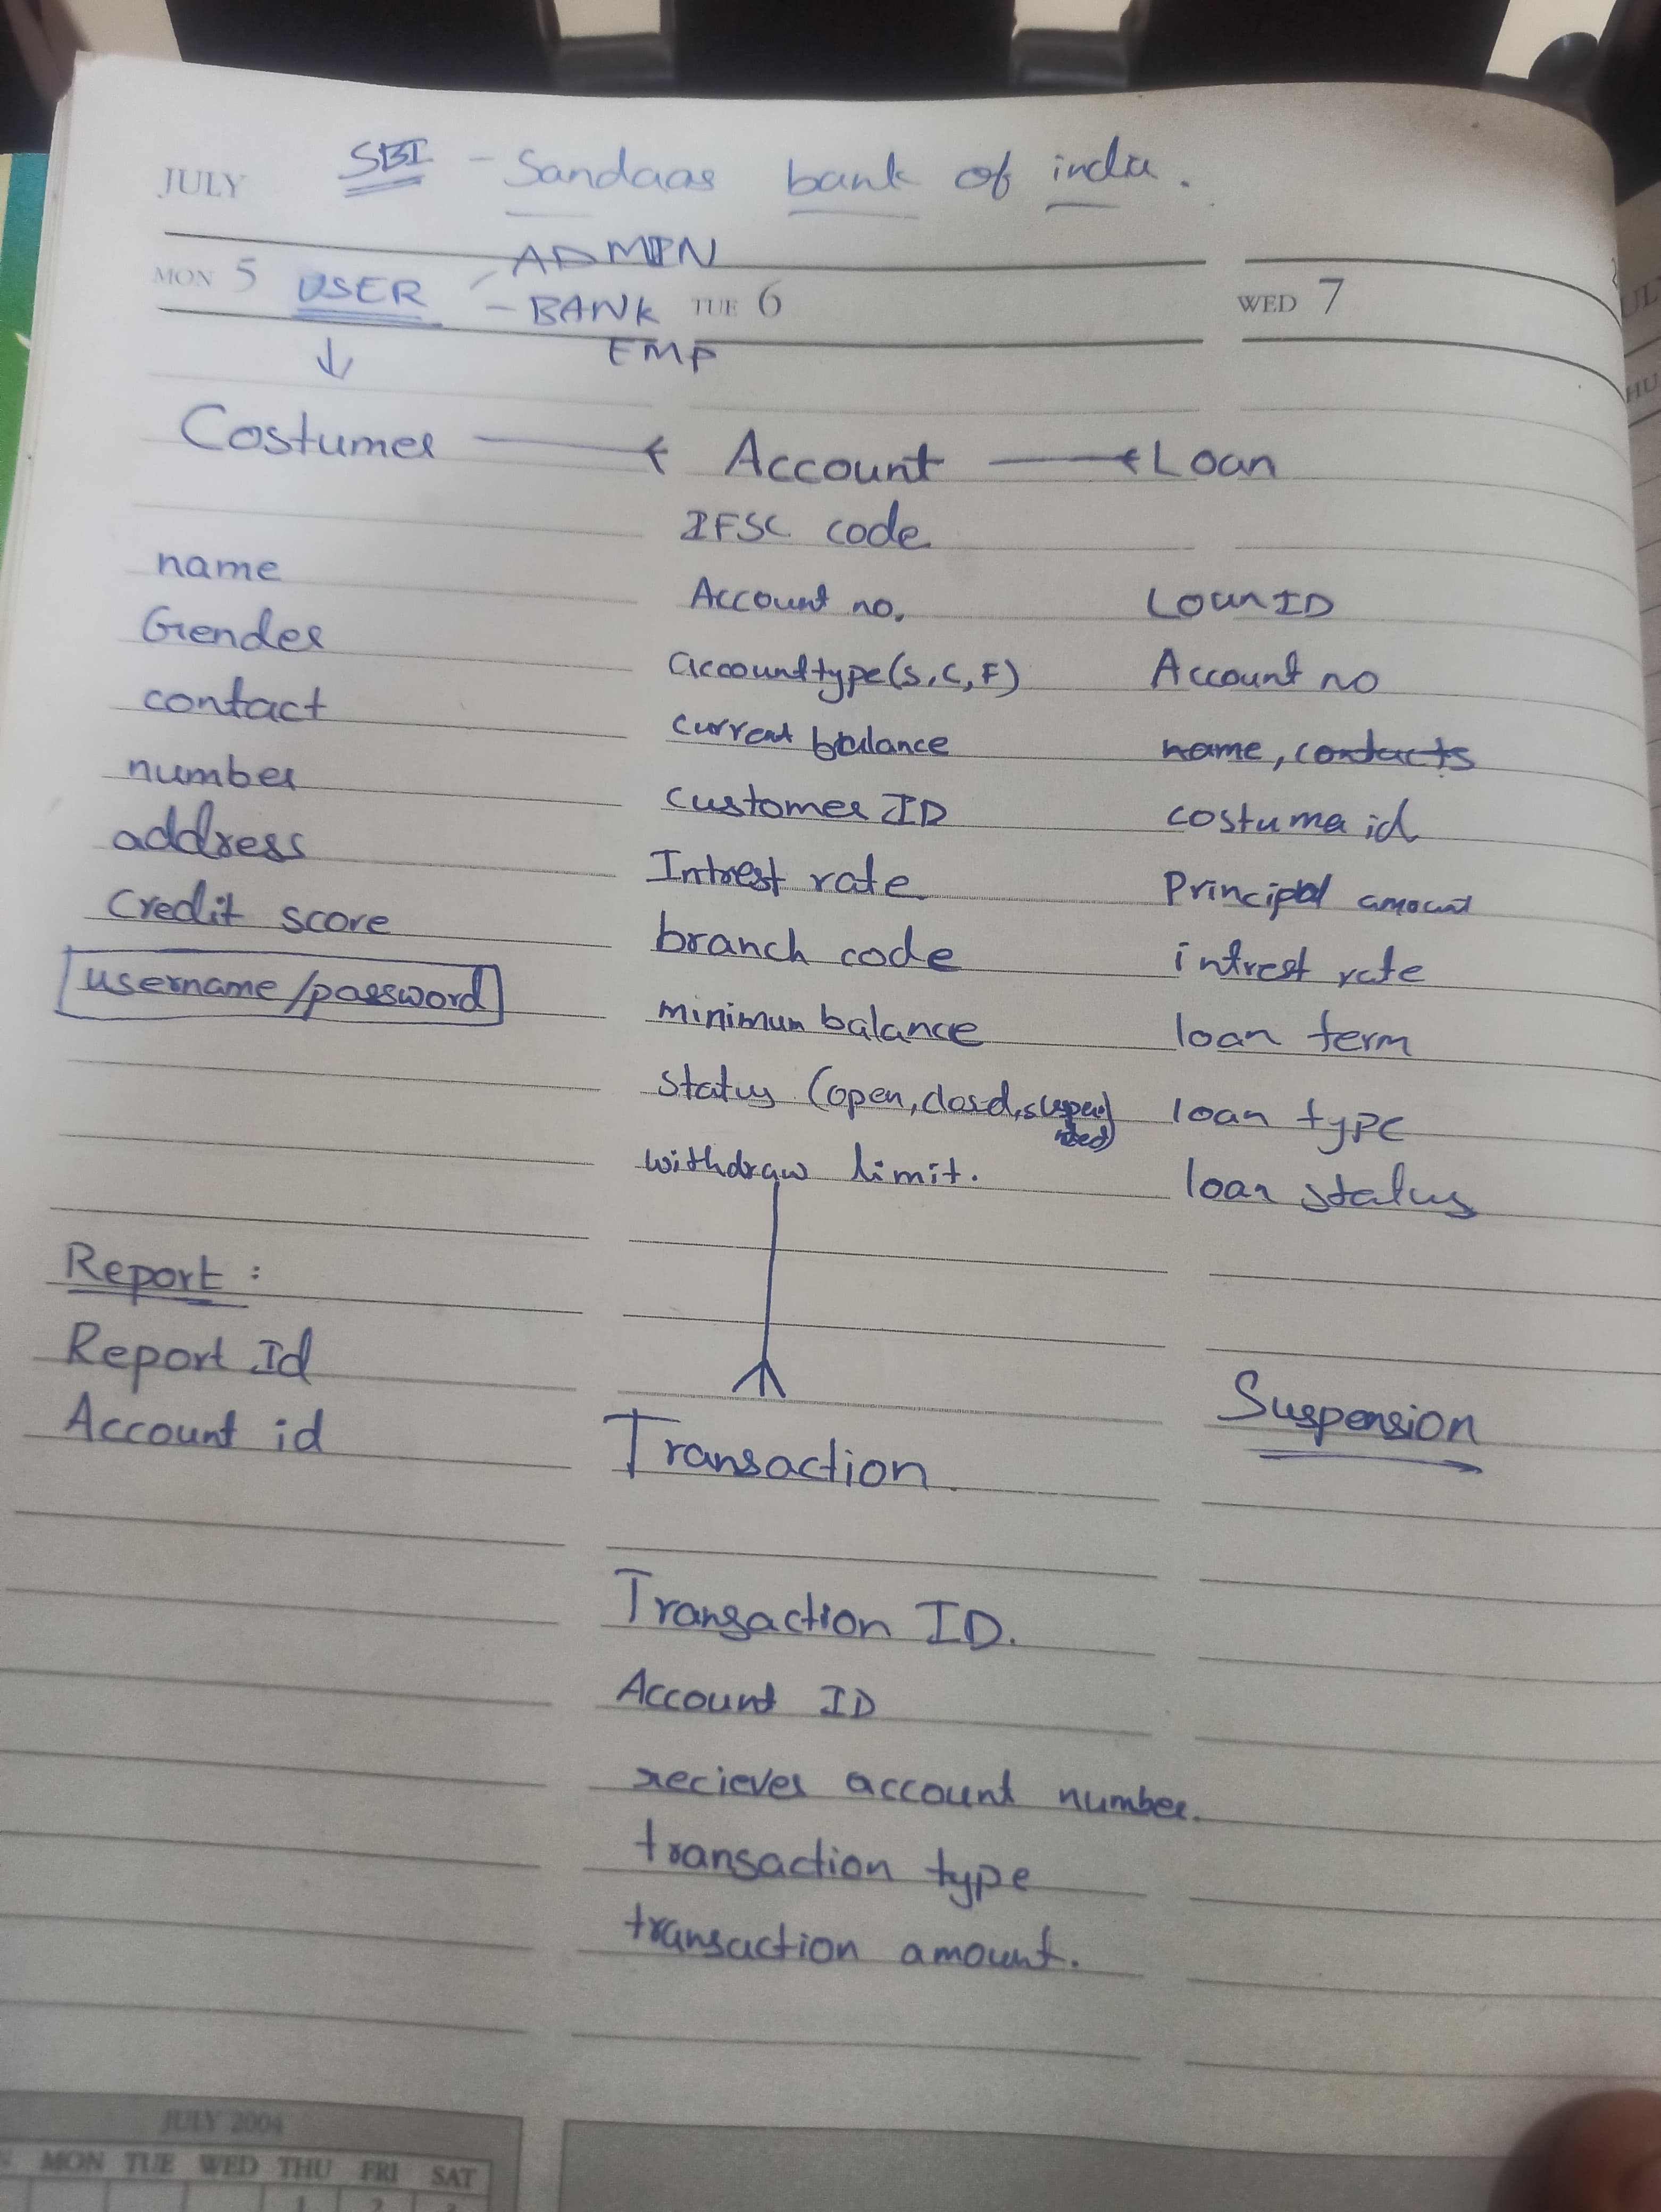 JULY
SBI - Sandaas bank of india.
ADMIN
MON 5 USER - BANK TUE 6
WED 7
EMP
Costumer
Account
Loan
name
Gender
contact
number
address
Credit score
username/password
IFSC code
Account no.
accounttype(S,C,F)
current balance
customer ID
Intrest rate
branch code
minimum balance
status (open,closd,suspended)
withdraw limit.
LoanID
Account no
name, contacts
costumer id
Principal amount
intrest rate
loan term
loan type
loan status
Report :
Report Id
Account id
Transaction
Suspension
Transaction ID.
Account ID
reciever account number.
transaction type
transaction amount.
JULY 2004
MON TUE WED THU FRI SAT
1 2 3